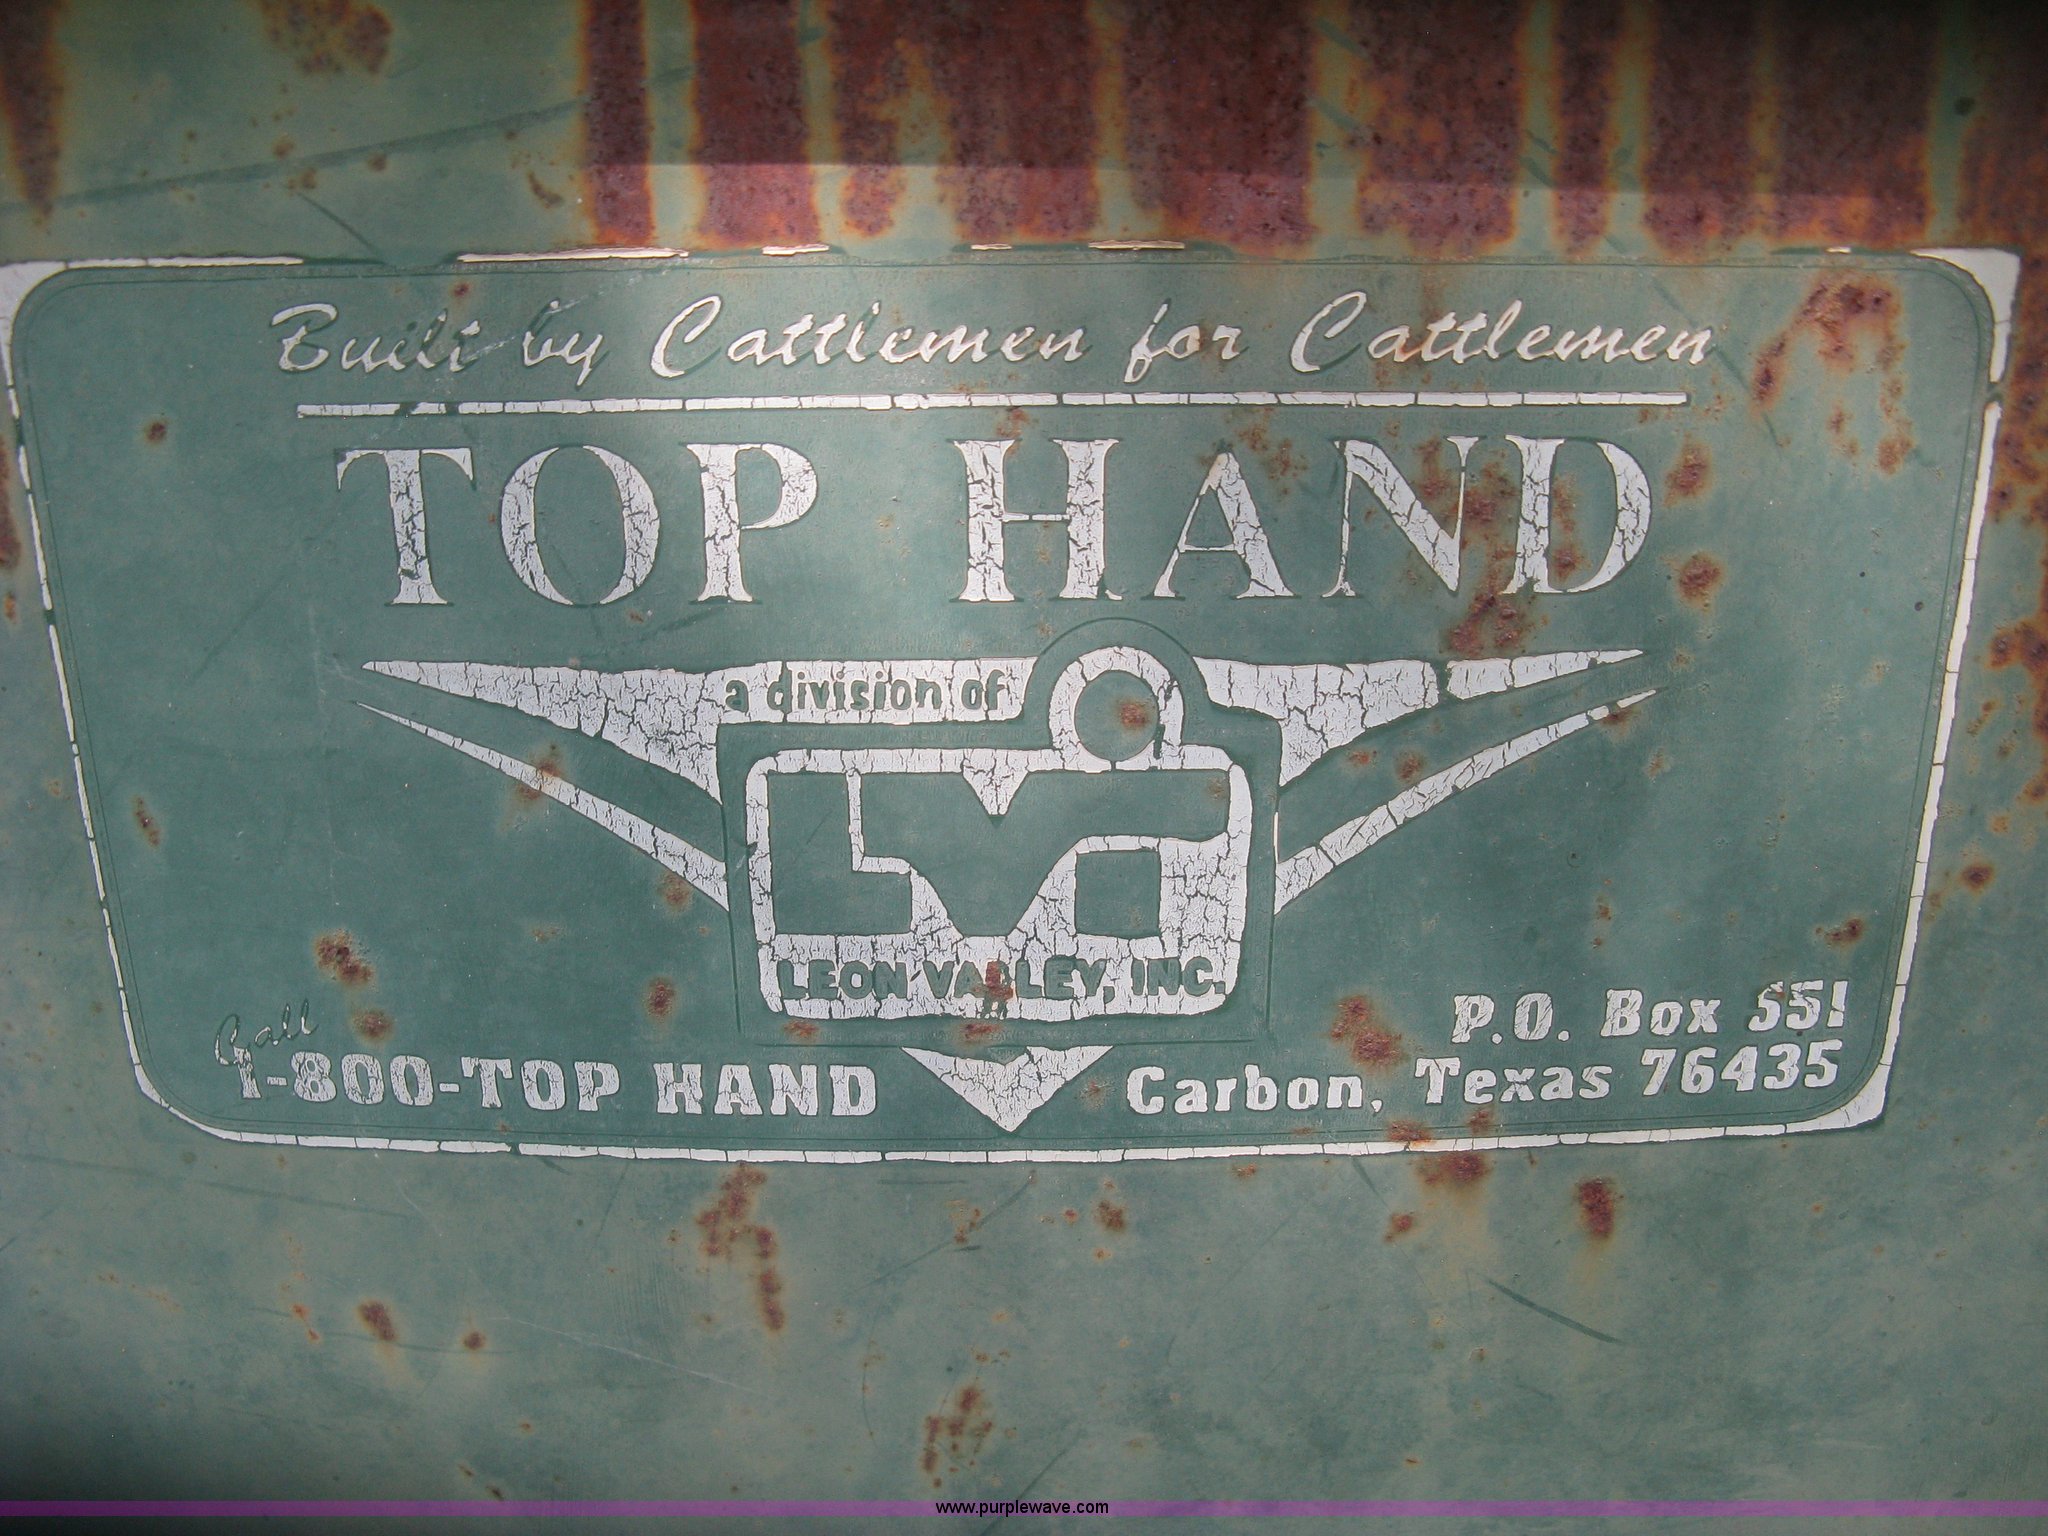 Built by Cattlemen for Cattlemen
TOP HAND
a division of
LVi
LEON VALLEY, INC.
Call
1-800-TOP HAND
P.O. Box 551
Carbon, Texas 76435
www.purplewave.com